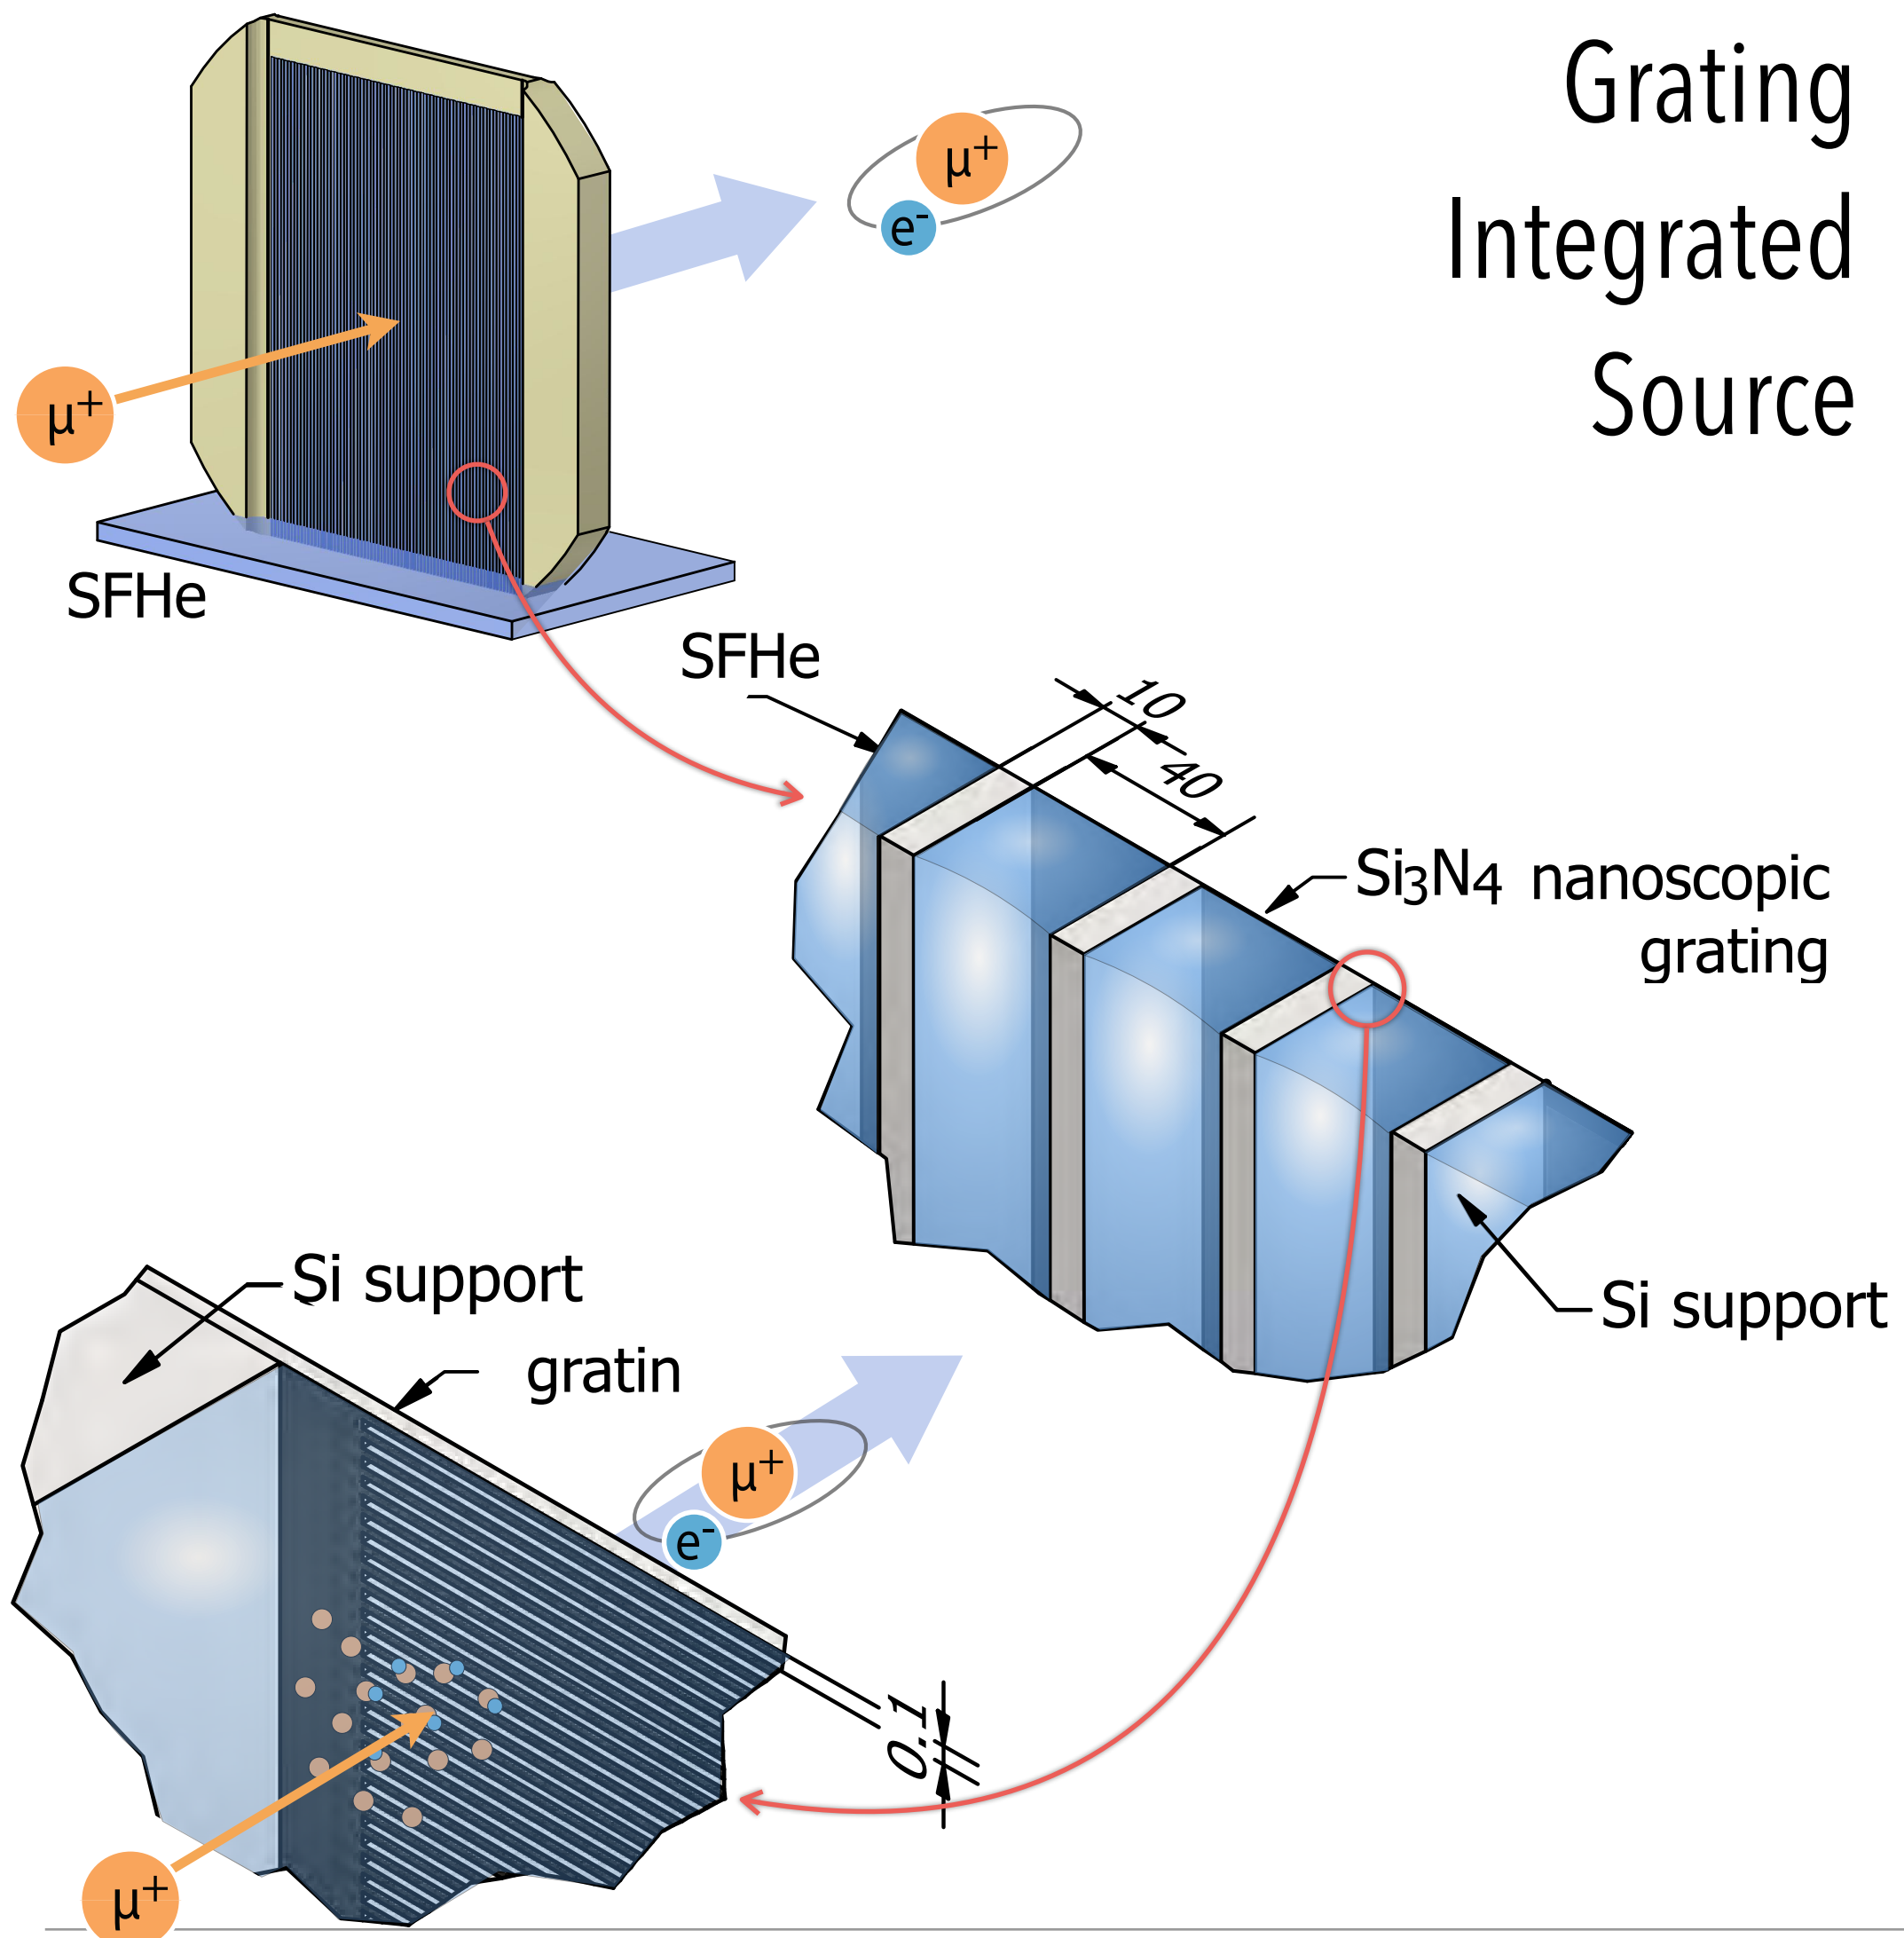 Grating
Integrated
Source
μ+
e-
μ+
SFHe
SFHe
10
40
Si3N4 nanoscopic
grating
Si support
Si support
gratin
μ+
e-
0.1
μ+